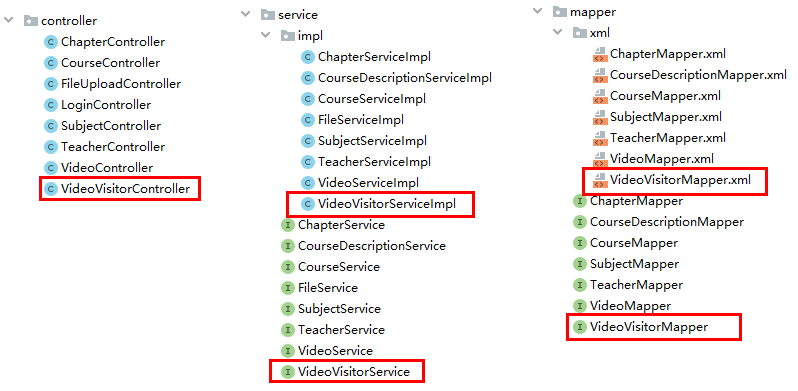 controller
ChapterController
CourseController
FileUploadController
LoginController
SubjectController
TeacherController
VideoController
VideoVisitorController
service
impl
ChapterServiceImpl
CourseDescriptionServiceImpl
CourseServiceImpl
FileServiceImpl
SubjectServiceImpl
TeacherServiceImpl
VideoServiceImpl
VideoVisitorServiceImpl
ChapterService
CourseDescriptionService
CourseService
FileService
SubjectService
TeacherService
VideoService
VideoVisitorService
mapper
xml
ChapterMapper.xml
CourseDescriptionMapper.xml
CourseMapper.xml
SubjectMapper.xml
TeacherMapper.xml
VideoMapper.xml
VideoVisitorMapper.xml
ChapterMapper
CourseDescriptionMapper
CourseMapper
SubjectMapper
TeacherMapper
VideoMapper
VideoVisitorMapper